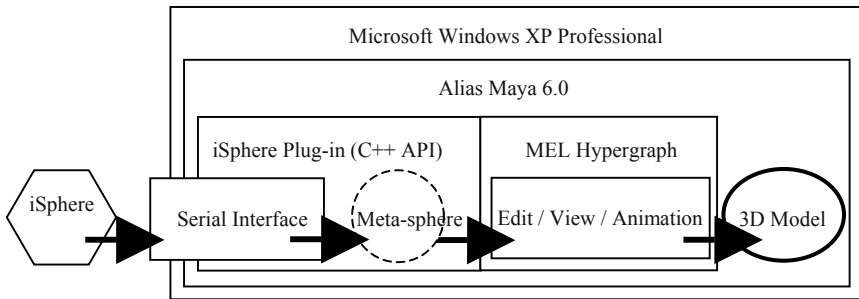 Microsoft Windows XP Professional
Alias Maya 6.0
iSphere Plug-in (C++ API)
MEL Hypergraph
iSphere
Serial Interface
Meta-sphere
Edit / View / Animation
3D Model